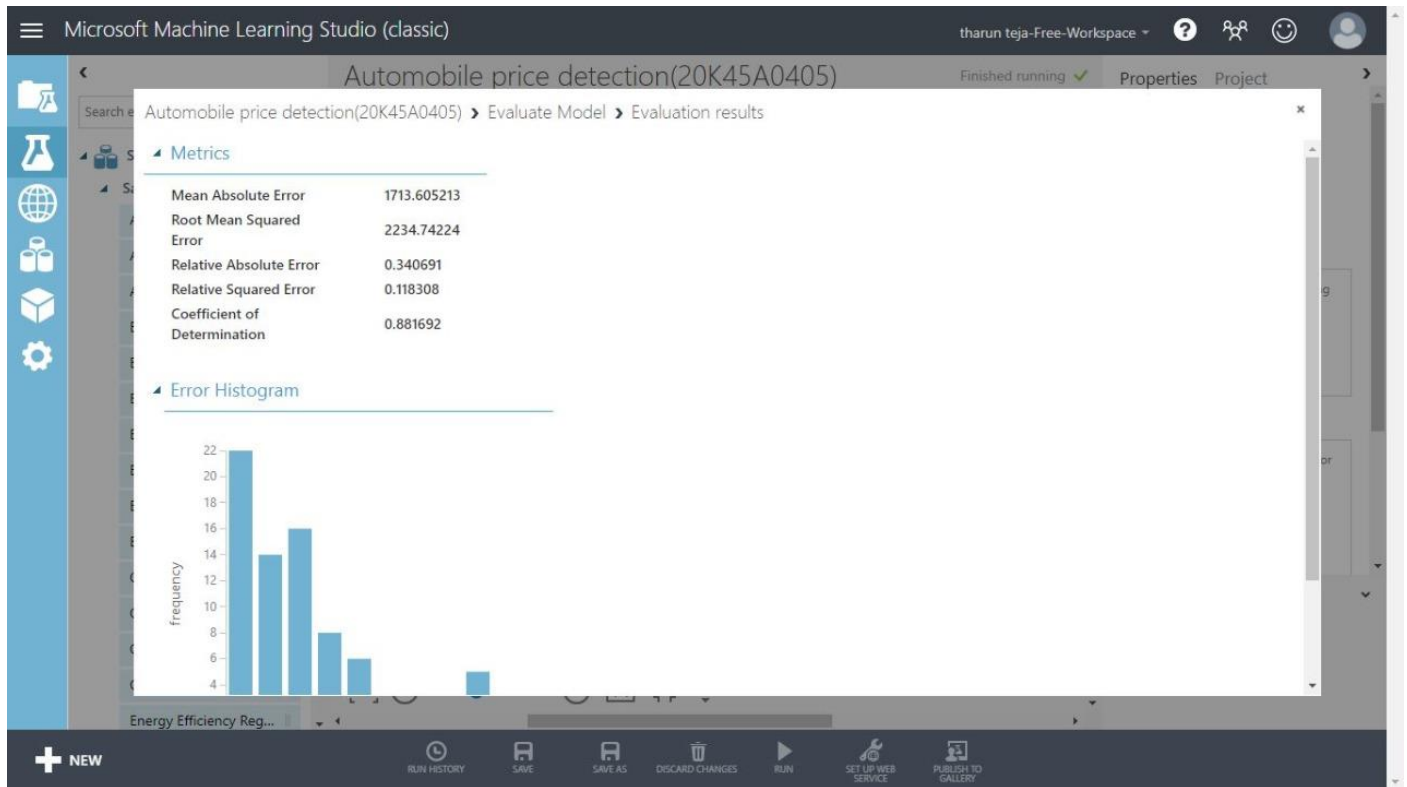 Microsoft Machine Learning Studio (classic)
tharun teja-Free-Workspace
?
Automobile price detection(20K45A0405)
Finished running
Properties Project
Search e
Automobile price detection(20K45A0405) > Evaluate Model > Evaluation results
×
Metrics
Mean Absolute Error 1713.605213
Root Mean Squared
Error
2234.74224
Relative Absolute Error 0.340691
Relative Squared Error 0.118308
Coefficient of
Determination
0.881692
Error Histogram
22
20
18
16
14
12
10
8
6
4
frequency
Energy Efficiency Reg...
NEW
RUN HISTORY
SAVE
SAVE AS
DISCARD CHANGES
RUN
SET UP WEB
SERVICE
PUBLISH TO
GALLERY